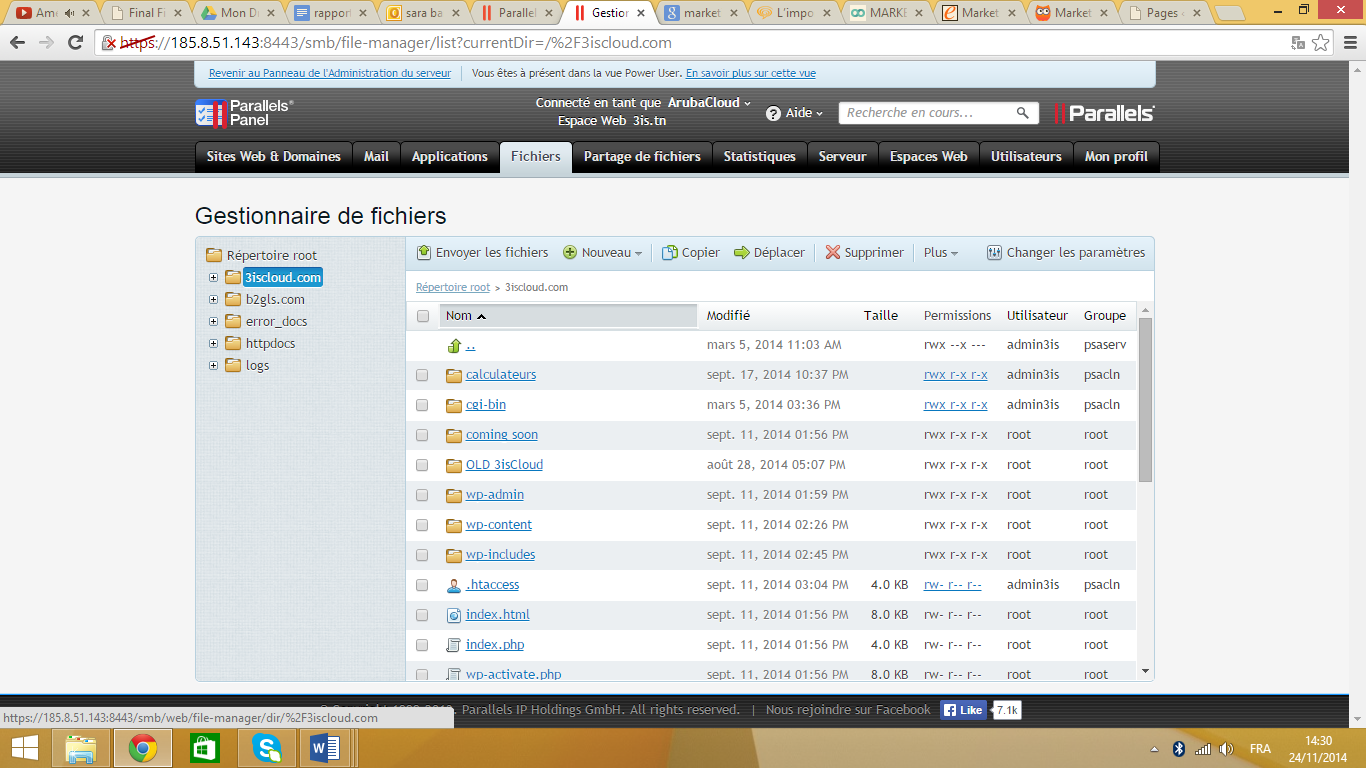 Ame
Final Fi
Mon Di
rapport
sara ba
Parallel
Gestion
market
L'impo
MARKE
Market
Market
Pages
https://185.8.51.143:8443/smb/file-manager/list?currentDir=/%2F3iscloud.com
Revenir au Panneau de l'Administration du serveur
Vous êtes à présent dans la vue Power User. En savoir plus sur cette vue
Parallels®
Panel
Connecté en tant que ArubaCloud
Espace Web 3is.tn
Aide
Recherche en cours...
Parallels
Sites Web & Domaines
Mail
Applications
Fichiers
Partage de fichiers
Statistiques
Serveur
Espaces Web
Utilisateurs
Mon profil
Gestionnaire de fichiers
Répertoire root
3iscloud.com
b2gls.com
error_docs
httpdocs
logs
Envoyer les fichiers
Nouveau
Copier
Déplacer
Supprimer
Plus
Changer les paramètres
Répertoire root > 3iscloud.com
Nom Modifié Taille Permissions Utilisateur Groupe
.. mars 5, 2014 11:03 AM rwx --x --- admin3is psaserv
calculateurs sept. 17, 2014 10:37 PM rwx r-x r-x admin3is psacln
cgi-bin mars 5, 2014 03:36 PM rwx r-x r-x admin3is psacln
coming soon sept. 11, 2014 01:56 PM rwx r-x r-x root root
OLD 3isCloud août 28, 2014 05:07 PM rwx r-x r-x root root
wp-admin sept. 11, 2014 01:59 PM rwx r-x r-x root root
wp-content sept. 11, 2014 02:26 PM rwx r-x r-x root root
wp-includes sept. 11, 2014 02:45 PM rwx r-x r-x root root
.htaccess sept. 11, 2014 03:04 PM 4.0 KB rw- r-- r-- admin3is psacln
index.html sept. 11, 2014 01:56 PM 8.0 KB rw- r-- r-- root root
index.php sept. 11, 2014 01:56 PM 4.0 KB rw- r-- r-- root root
wp-activate.php sept. 11, 2014 01:56 PM 8.0 KB rw- r-- r-- root root
Parallels IP Holdings GmbH. All rights reserved. | Nous rejoindre sur Facebook
Like
7.1k
https://185.8.51.143:8443/smb/web/file-manager/dir/%2F3iscloud.com
FRA
14:30
24/11/2014